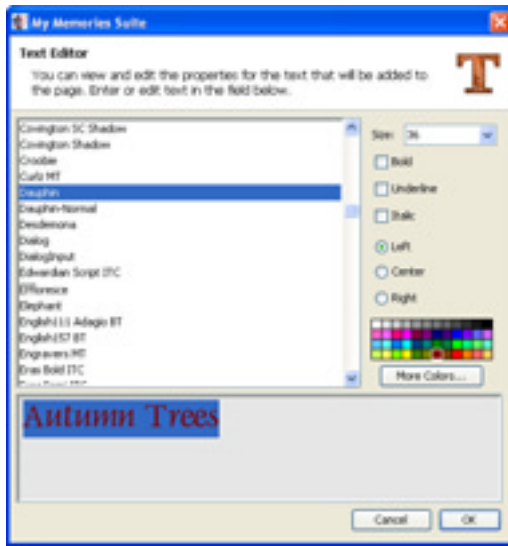 My Memories Suite
Text Editor
You can view and edit the properties for the text that will be added to
the page. Enter or edit text in the field below.
T
Covington SC Shadow
Covington Shadow
Croobie
Curlz MT
Dauphin
Dauphin-Normal
Desdemona
Dialog
DialogInput
Edwardian Script ITC
Effloresce
Elephant
English111 Adagio BT
English157 BT
Engravers MT
Eras Bold ITC
Size: 36
Bold
Underline
Italic
Left
Center
Right
More Colors...
Autumn Trees
Cancel
OK